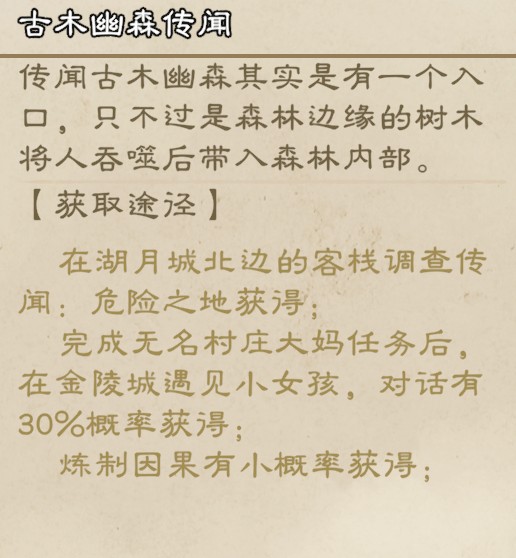 古木幽森传闻
传闻古木幽森其实是有一个入
口，只不过是森林边缘的树木
将人吞噬后带入森林内部。
【获取途径】
在湖月城北边的客栈调查传
闻：危险之地获得；
完成无名村庄大妈任务后，
在金陵城遇见小女孩，对话有
30%概率获得；
炼制因果有小概率获得；